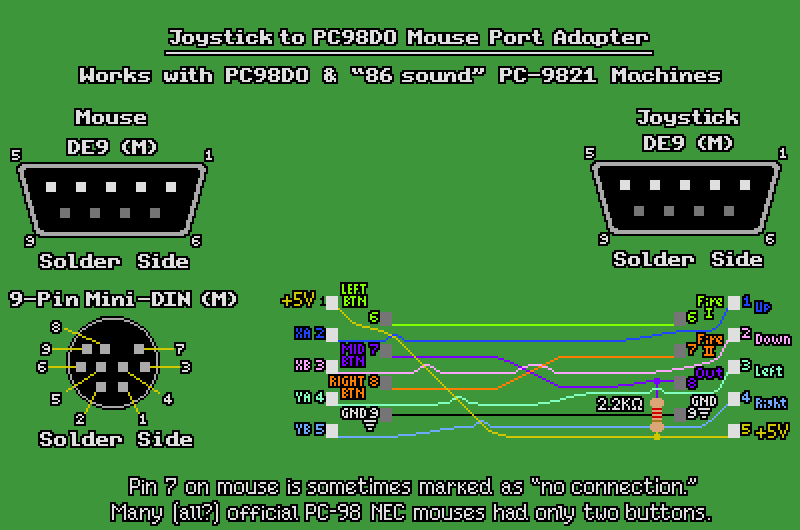 Joystick to PC98DO Mouse Port Adapter
Works with PC98DO & “86 sound” PC-9821 Machines
Mouse
DE9 (M)
5 1
9 6
Solder Side
Joystick
DE9 (M)
5 1
9 6
Solder Side
9-Pin Mini-DIN (M)
8
9 7
6 3
5 4
2 1
Solder Side
+5V 1
LEFT
BTN
6
XA 2
MID 7
BTN
XB 3
RIGHT 8
BTN
YA 4
GND 9
YB 5
2.2KΩ
Fire
I
6
1 Up
Fire
7 II
2 Down
Out
8
3 Left
GND
9
4 Right
5 +5V
Pin 7 on mouse is sometimes marked as “no connection.”
Many (all?) official PC-98 NEC mouses had only two buttons.